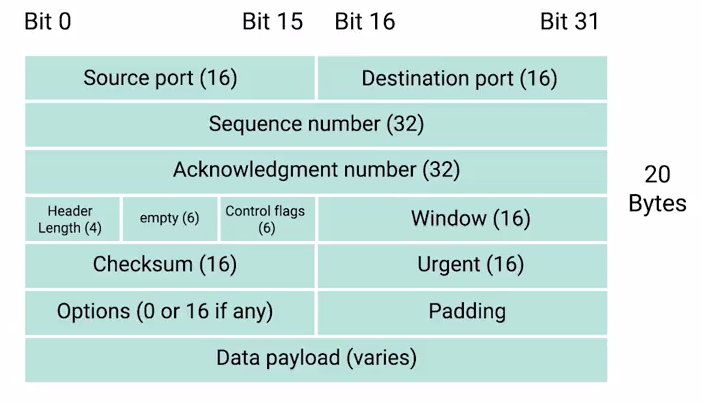 Bit 0 Bit 15 Bit 16 Bit 31
Source port (16) Destination port (16)
Sequence number (32)
Acknowledgment number (32)
20
Bytes
Header
Length (4)
empty (6)
Control flags
(6)
Window (16)
Checksum (16) Urgent (16)
Options (0 or 16 if any) Padding
Data payload (varies)